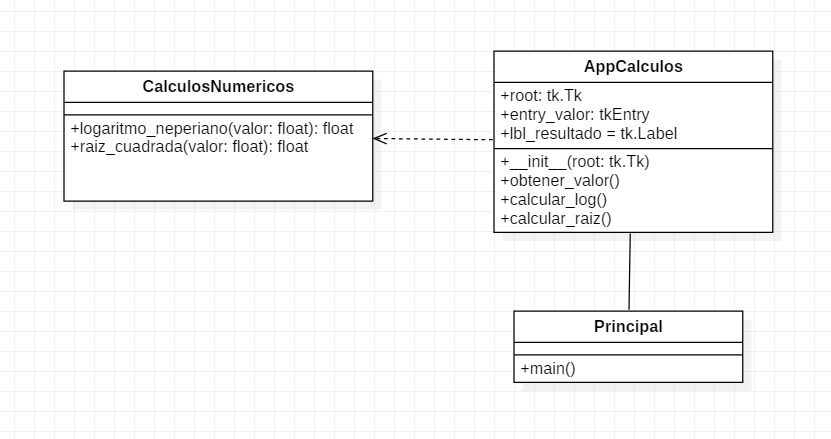 CalculosNumericos
+logaritmo_neperiano(valor: float): float
+raiz_cuadrada(valor: float): float
AppCalculos
+root: tk.Tk
+entry_valor: tkEntry
+lbl_resultado = tk.Label
+__init__(root: tk.Tk)
+obtener_valor()
+calcular_log()
+calcular_raiz()
Principal
+main()